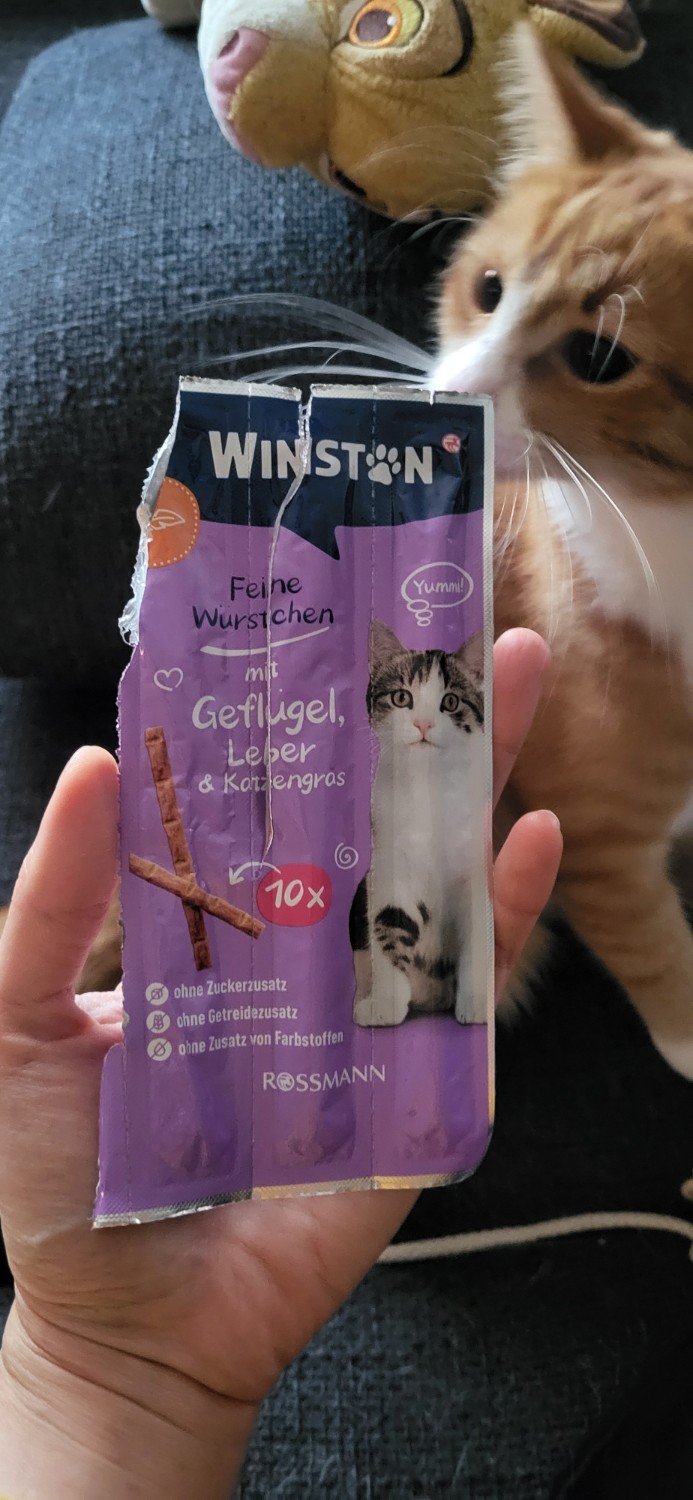 WINSTON
Feine
Würstchen
Yummi!
mit
Geflügel,
Leber
& Katzengras
10x
ohne Zuckerzusatz
ohne Getreidezusatz
ohne Zusatz von Farbstoffen
ROSSMANN